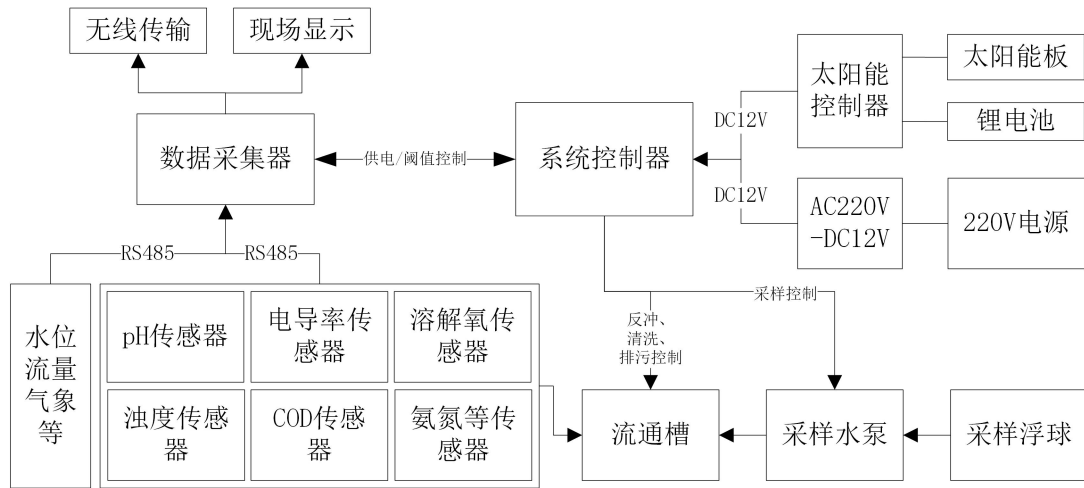 无线传输
现场显示
太阳能
控制器
太阳能板
锂电池
DC12V
数据采集器
供电/阈值控制
系统控制器
DC12V
AC220V
-DC12V
220V电源
RS485
RS485
水位
流量
气象
等
pH传感器
电导率传
感器
溶解氧传
感器
浊度传感
器
COD传感
器
氨氮等传
感器
采样控制
反冲、
清洗、
排污控制
流通槽
采样水泵
采样浮球